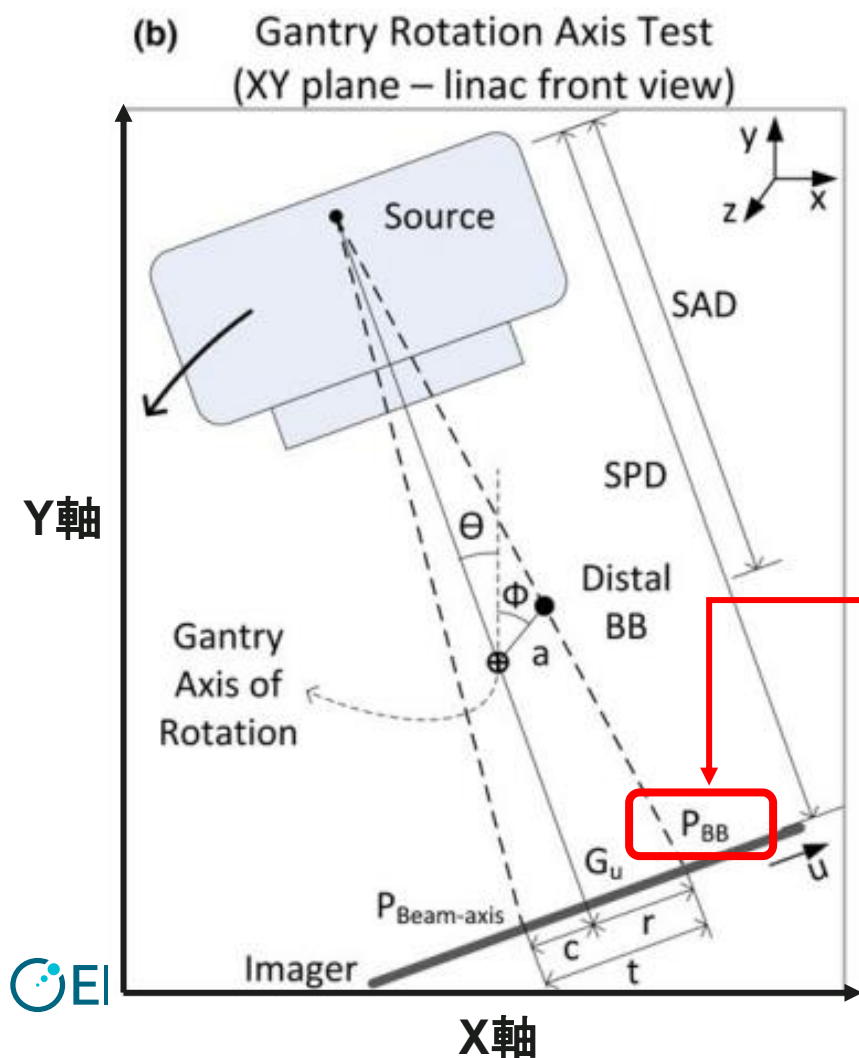 (b) Gantry Rotation Axis Test
(XY plane – linac front view)
y
x
z
Source
SAD
SPD
Y軸
Θ
Φ
Distal
BB
a
Gantry
Axis of
Rotation
P_BB
G_u
u
P_Beam-axis
c
r
t
Imager
X軸